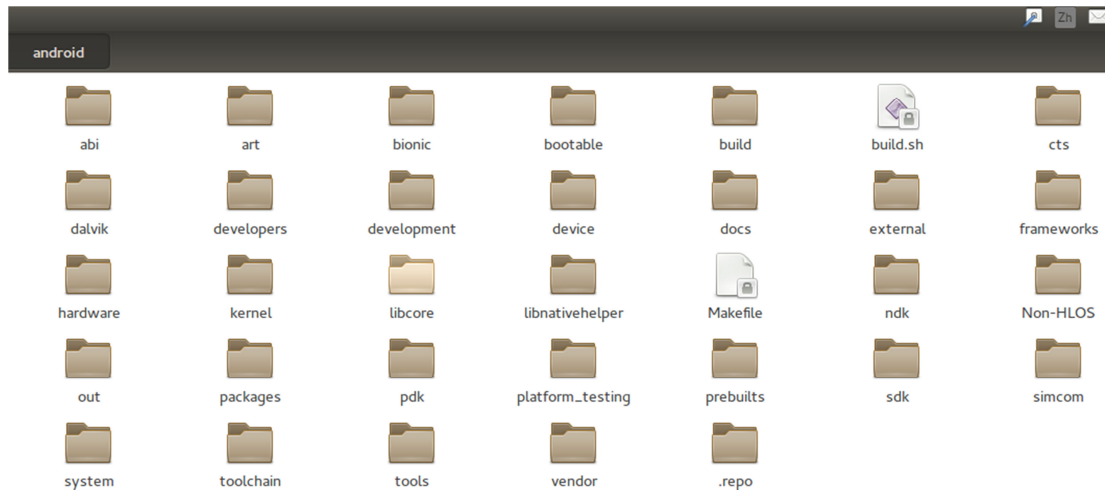 Zh
android
abi art bionic bootable build build.sh cts
dalvik developers development device docs external frameworks
hardware kernel libcore libnativehelper Makefile ndk Non-HLOS
out packages pdk platform_testing prebuilts sdk simcom
system toolchain tools vendor .repo